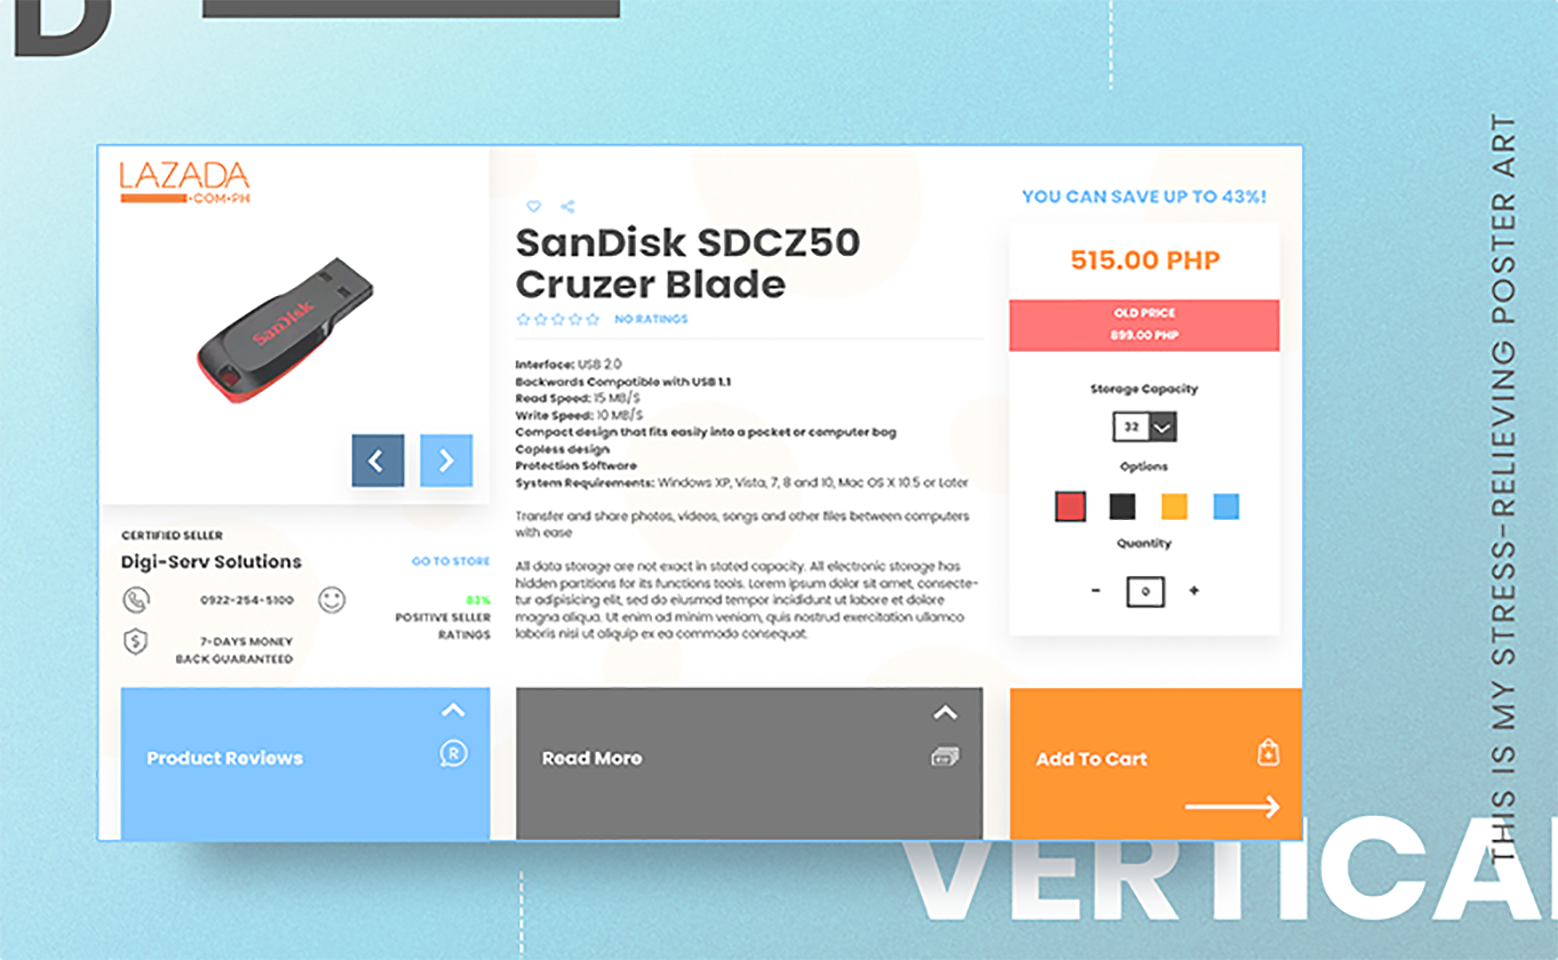 D
LAZADA
.COM.PH
SanDisk
CERTIFIED SELLER
Digi-Serv Solutions
GO TO STORE
0922-254-5100
83%
POSITIVE SELLER
RATINGS
7-DAYS MONEY
BACK GUARANTEED
SanDisk SDCZ50
Cruzer Blade
NO RATINGS
Interface: USB 2.0
Backwards Compatible with USB 1.1
Read Speed: 15 MB/S
Write Speed: 10 MB/S
Compact design that fits easily into a pocket or computer bag
Capless design
Protection Software
System Requirements: Windows XP, Vista, 7, 8 and 10, Mac OS X 10.5 or Later
Transfer and share photos, videos, songs and other files between computers
with ease
All data storage are not exact in stated capacity. All electronic storage has
hidden partitions for its functions tools. Lorem ipsum dolor sit amet, consecte-
tur adipisicing elit, sed do eiusmod tempor incididunt ut labore et dolore
magna aliqua. Ut enim ad minim veniam, quis nostrud exercitation ullamco
laboris nisi ut aliquip ex ea commodo consequat.
YOU CAN SAVE UP TO 43%!
515.00 PHP
OLD PRICE
899.00 PHP
Storage Capacity
32
Options
Quantity
- 0 +
Product Reviews
R
Read More
Add To Cart
THIS IS MY STRESS-RELIEVING POSTER ART
VERTICAL